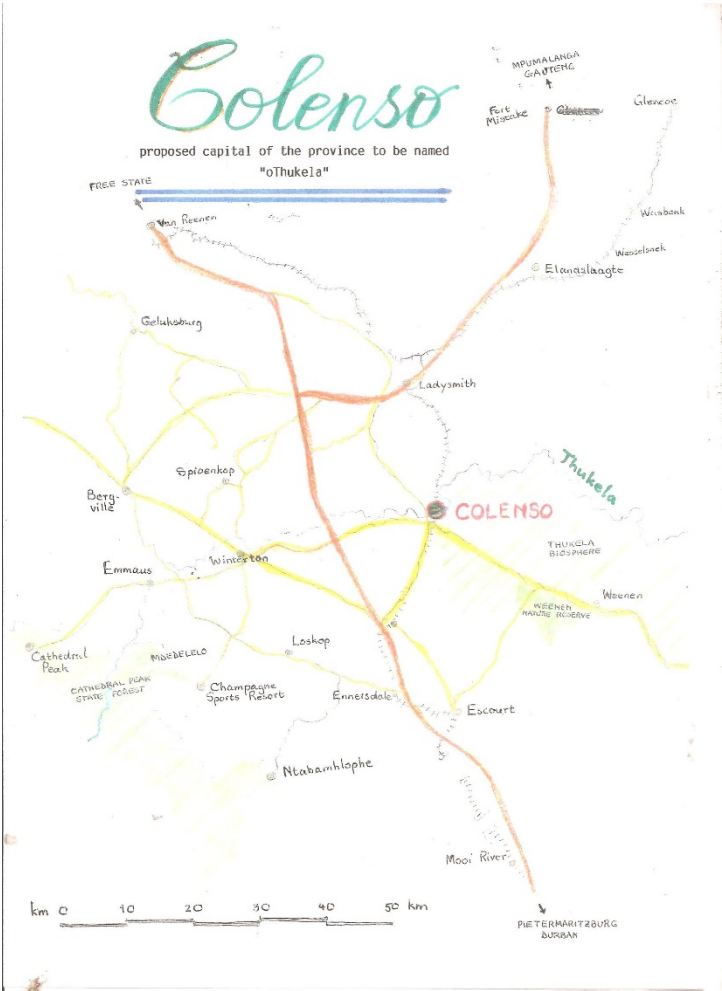 Colenso
proposed capital of the province to be named
"oThukela"
MPUMALANGA
GAUTENG
Fort
Mistake
Glencoe
FREE STATE
Van Reenen
Wasbank
Wesselsnek
Elandslaagte
Geluksburg
Ladysmith
Thukela
Spioenkop
Berg-
ville
COLENSO
THUKELA
BIOSPHERE
Winterton
Emmaus
Weenen
WEENEN
NATURE RESERVE
Cathedral
Peak
MDEDELELO
Loskop
CATHEDRAL PEAK
STATE FOREST
Champagne
Sports Resort
Ennersdale
Escourt
Ntabamhlophe
Mooi River
km 0 10 20 30 40 50 km
PIETERMARITZBURG
DURBAN